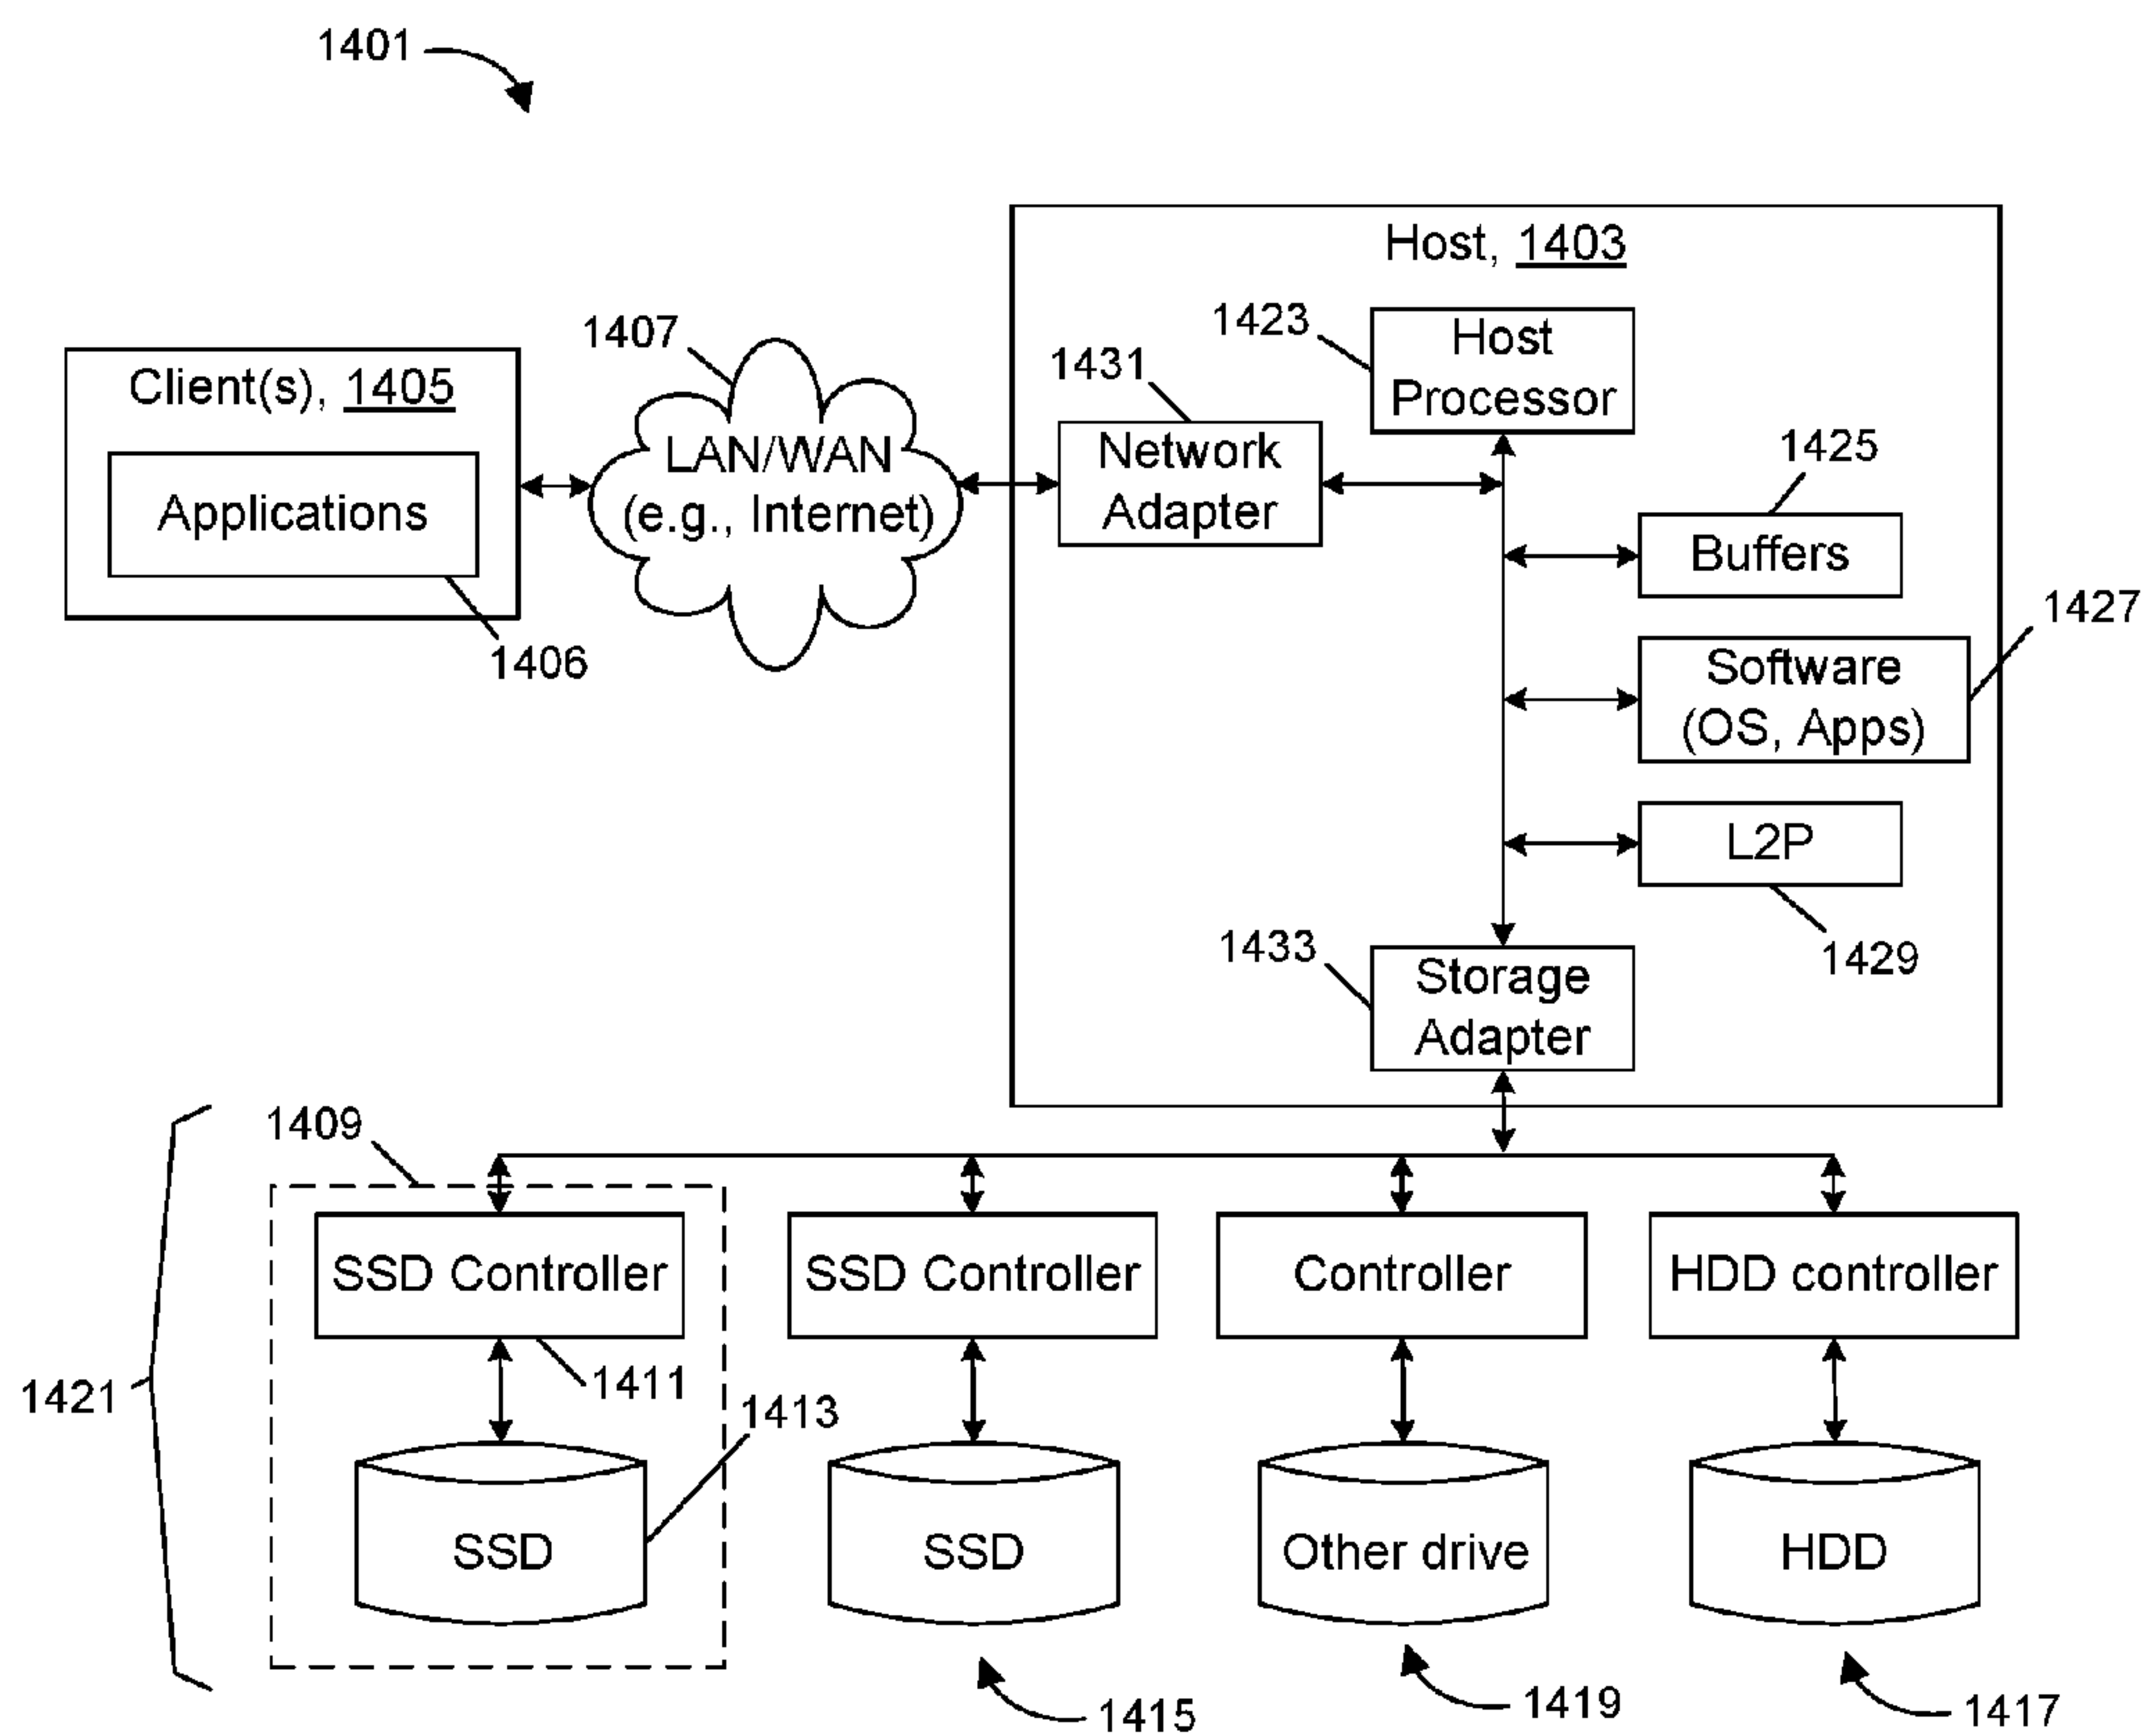 1401
Host, 1403
1423
Host
Processor
1407
1431
Client(s), 1405
Applications
1406
LAN/WAN
(e.g., Internet)
Network
Adapter
1425
Buffers
1427
Software
(OS, Apps)
L2P
1429
1433
Storage
Adapter
1409
1421
SSD Controller
SSD Controller
Controller
HDD controller
1411
1413
SSD
SSD
Other drive
HDD
1415
1419
1417